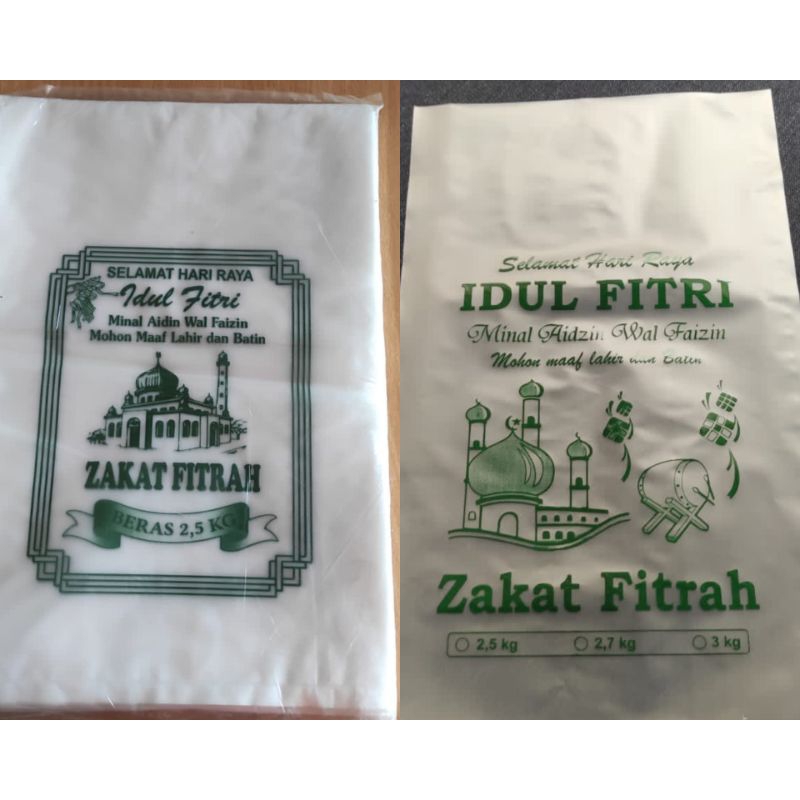 SELAMAT HARI RAYA
Idul Fitri
Minal Aidin Wal Faizin
Mohon Maaf Lahir dan Batin
ZAKAT FITRAH
BERAS 2,5 KG
Selamat Hari Raya
IDUL FITRI
Minal Aidzin Wal Faizin
Mohon maaf lahir dan Batin
Zakat Fitrah
2,5 kg 2,7 kg 3 kg